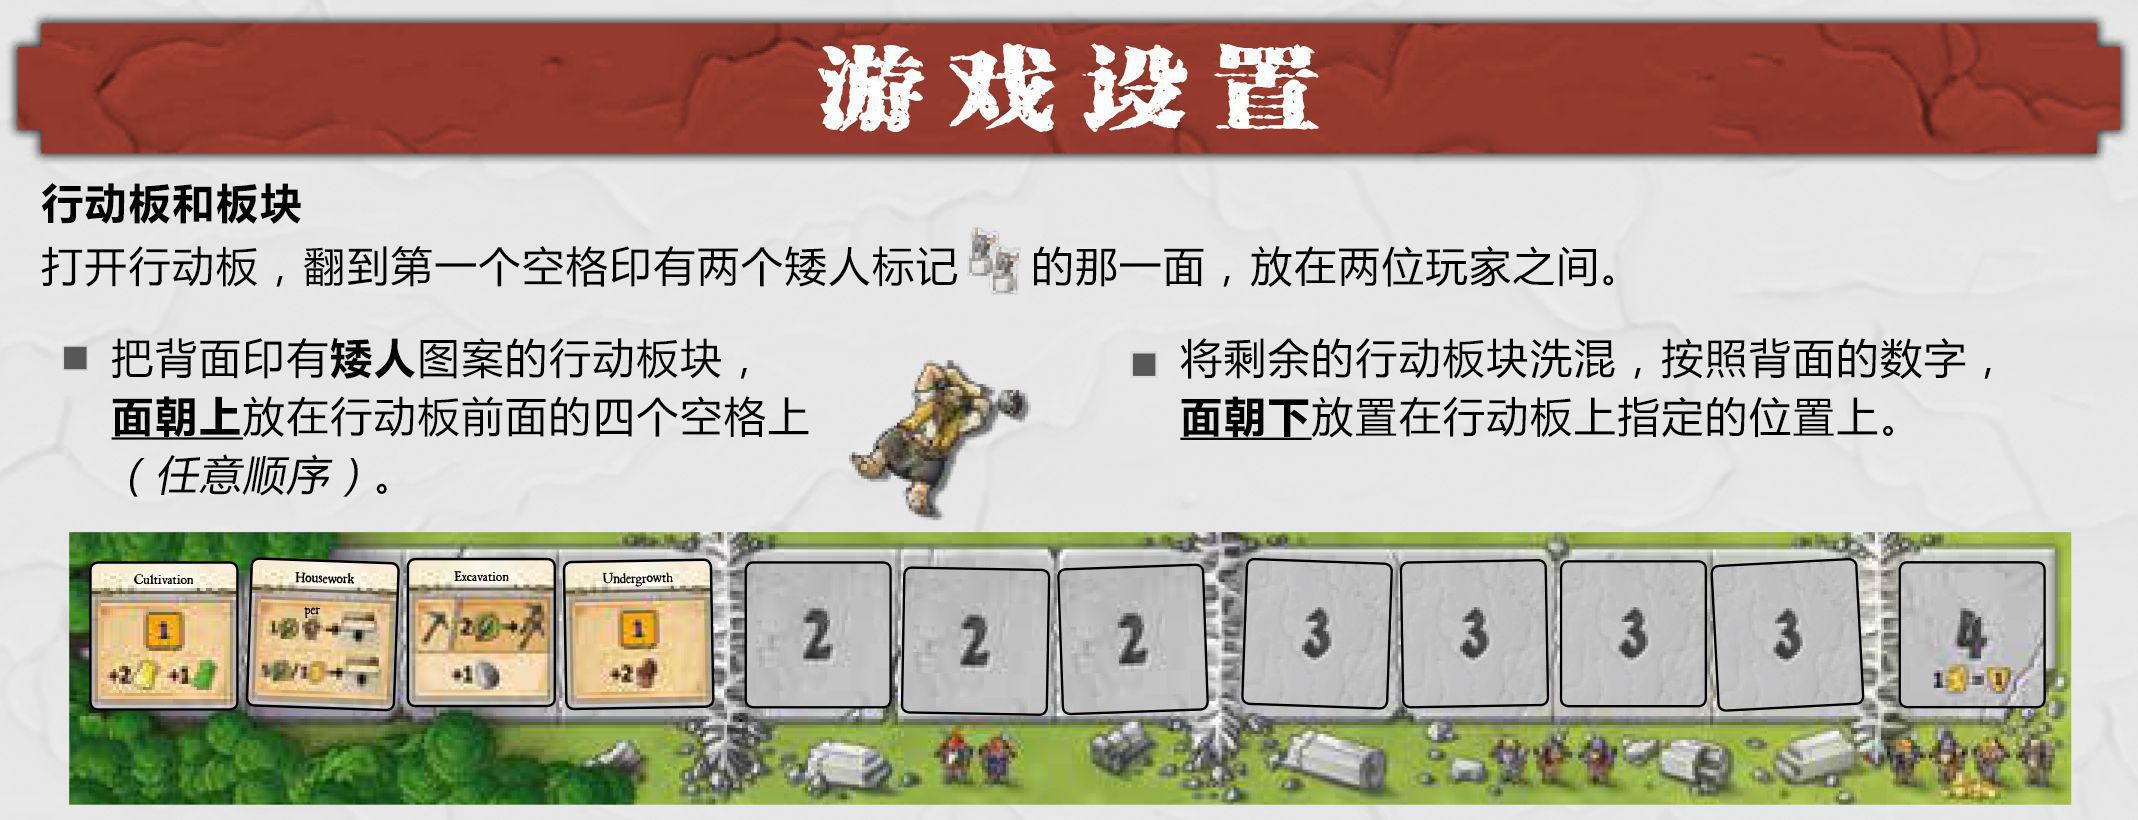 游戏设置
行动板和板块
打开行动板，翻到第一个空格印有两个矮人标记的那一面，放在两位玩家之间。
■ 把背面印有矮人图案的行动板块，
面朝上放在行动板前面的四个空格上
（任意顺序）。
■ 将剩余的行动板块洗混，按照背面的数字，
面朝下放置在行动板上指定的位置上。
Cultivation
1
+2 +1
Housework
per
1
1 /1
Excavation
2
+1
Undergrowth
1
+2
2
2
2
3
3
3
3
4
1 = 1